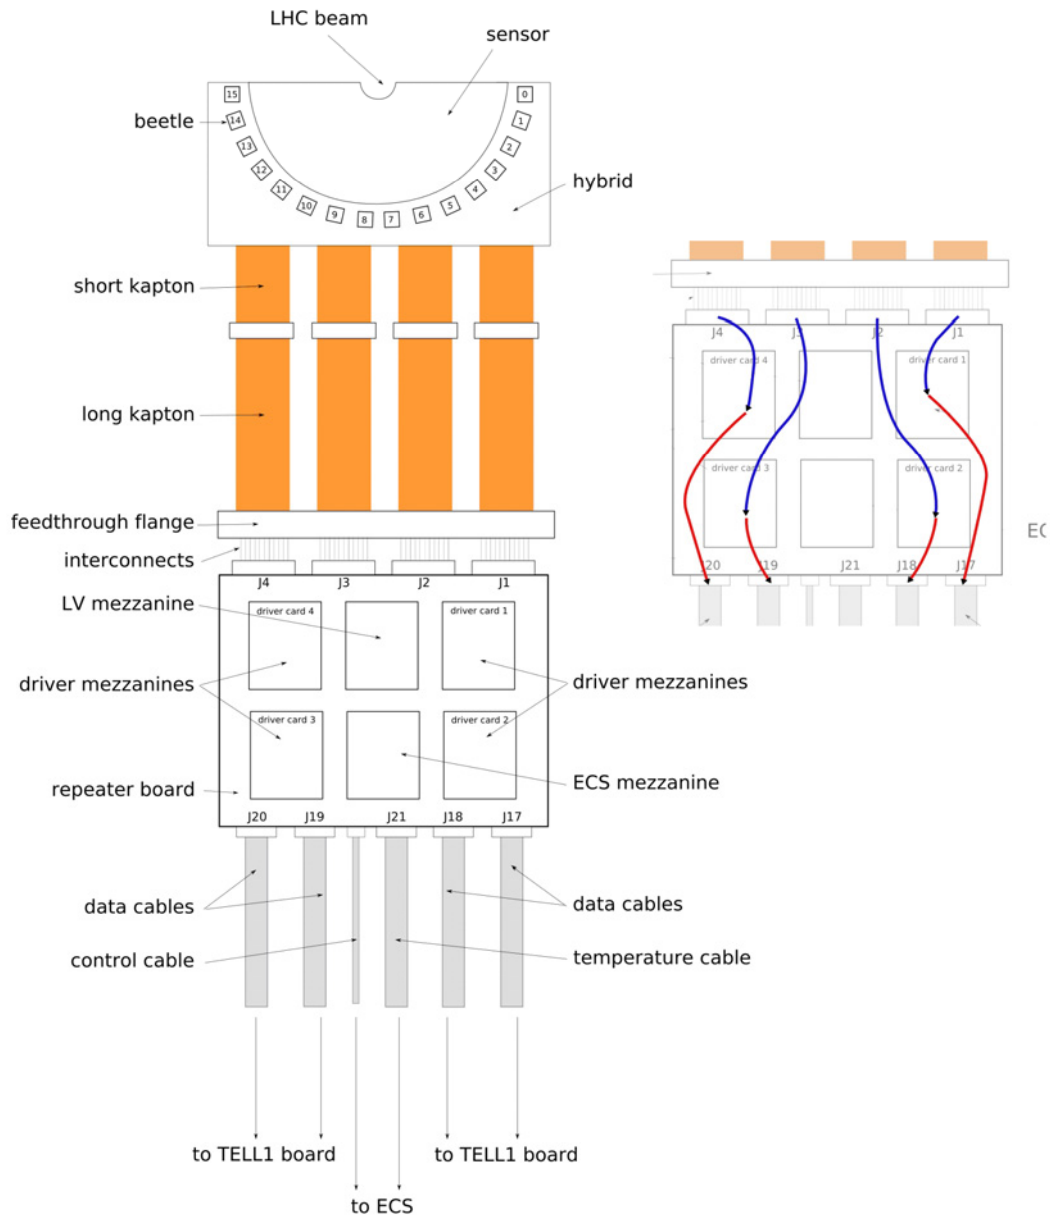 LHC beam
sensor
15
0
beetle
14
1
13
2
12
3
hybrid
11
4
10
5
9
6
8
7
short kapton
long kapton
feedthrough flange
interconnects
J4
J3
J2
J1
LV mezzanine
driver card 4
driver card 1
driver mezzanines
driver mezzanines
driver card 3
driver card 2
repeater board
ECS mezzanine
J20
J19
J21
J18
J17
data cables
data cables
control cable
temperature cable
to TELL1 board
to TELL1 board
to ECS
J4
J3
J2
J1
driver card 4
driver card 1
driver card 3
driver card 2
J20
J19
J21
J18
J17